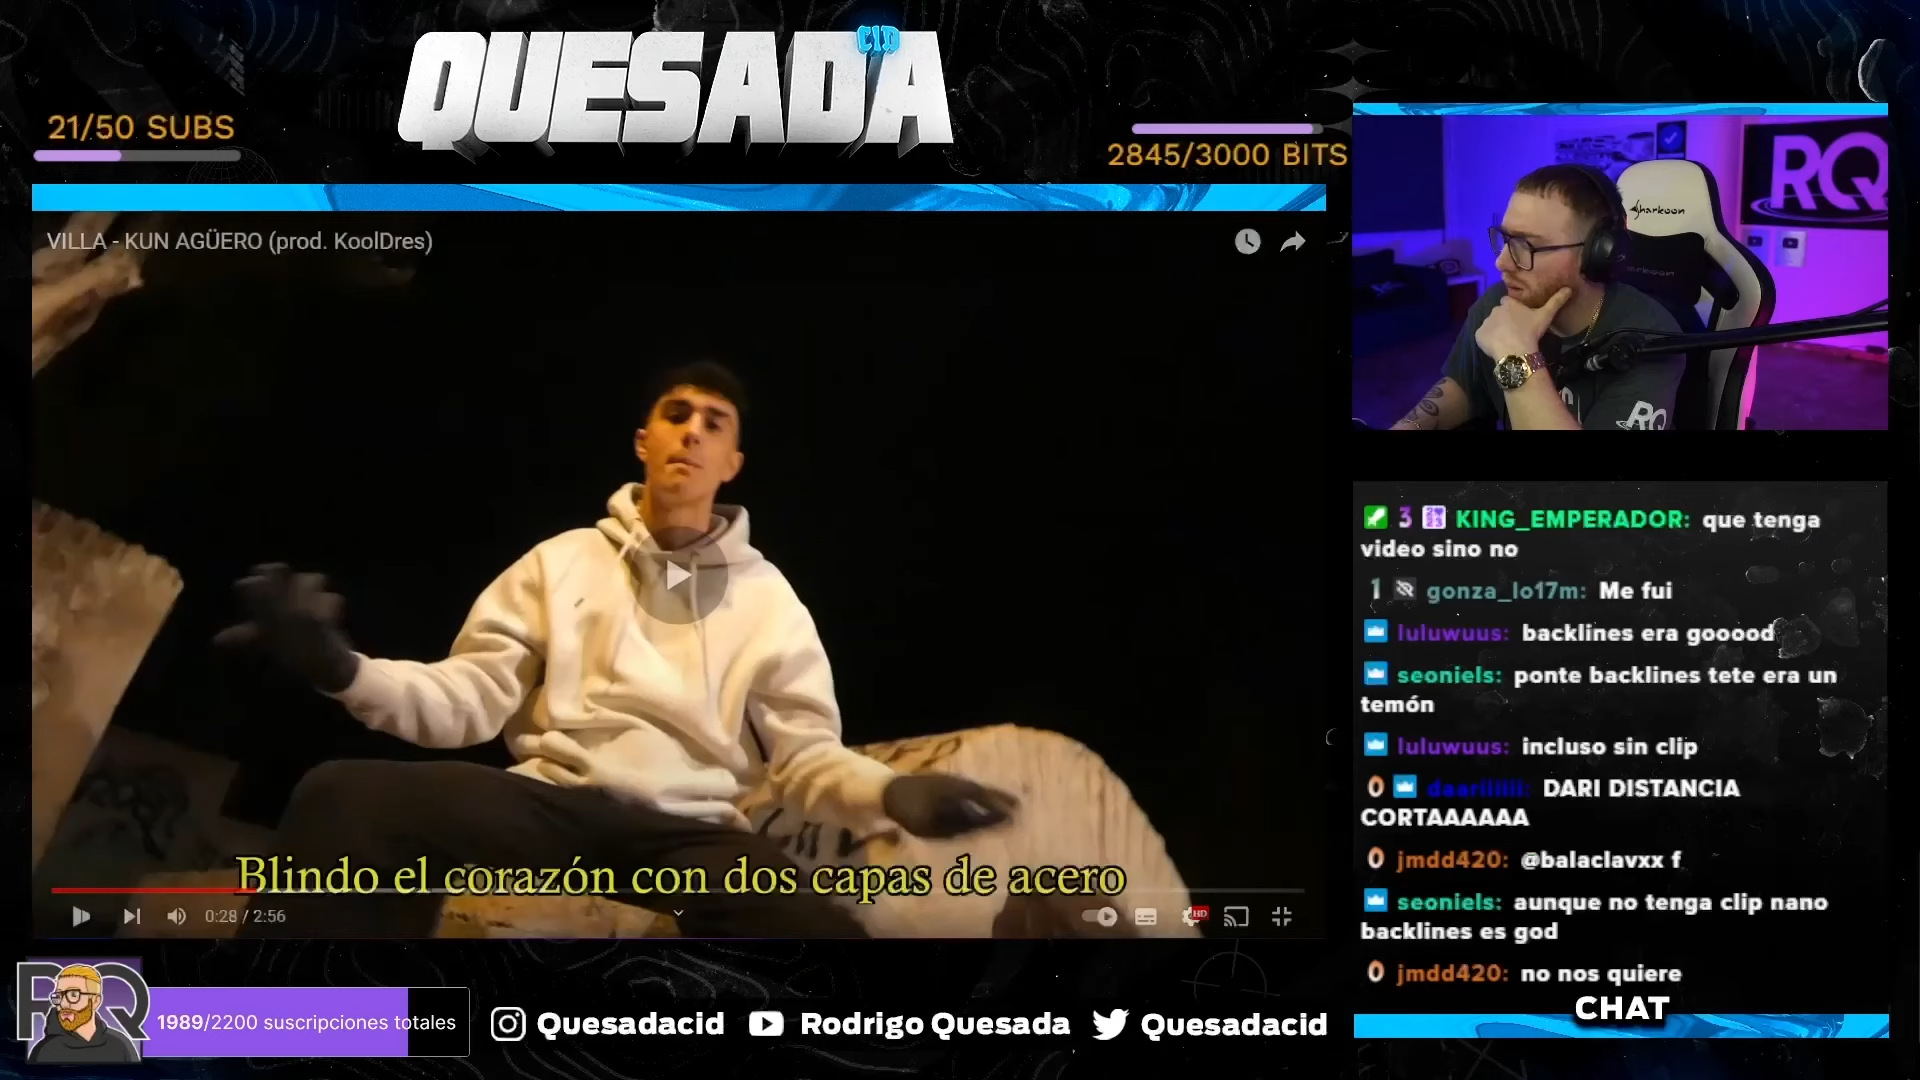 CID
QUESADA
21/50 SUBS
2845/3000 BITS
VILLA - KUN AGÜERO (prod. KoolDres)
Blindo el corazón con dos capas de acero
0:28 / 2:56
HD
RQ
Sharkoon
RQ
3 KING_EMPERADOR: que tenga
video sino no
1 gonza_lo17m: Me fui
luluwuus: backlines era gooood
seoniels: ponte backlines tete era un
temón
luluwuus: incluso sin clip
0 DARI DISTANCIA
CORTAAAAAA
0 jmdd420: @balaclavxx f
seoniels: aunque no tenga clip nano
backlines es god
0 jmdd420: no nos quiere
CHAT
RQ
1989/2200 suscripciones totales
Quesadacid
Rodrigo Quesada
Quesadacid